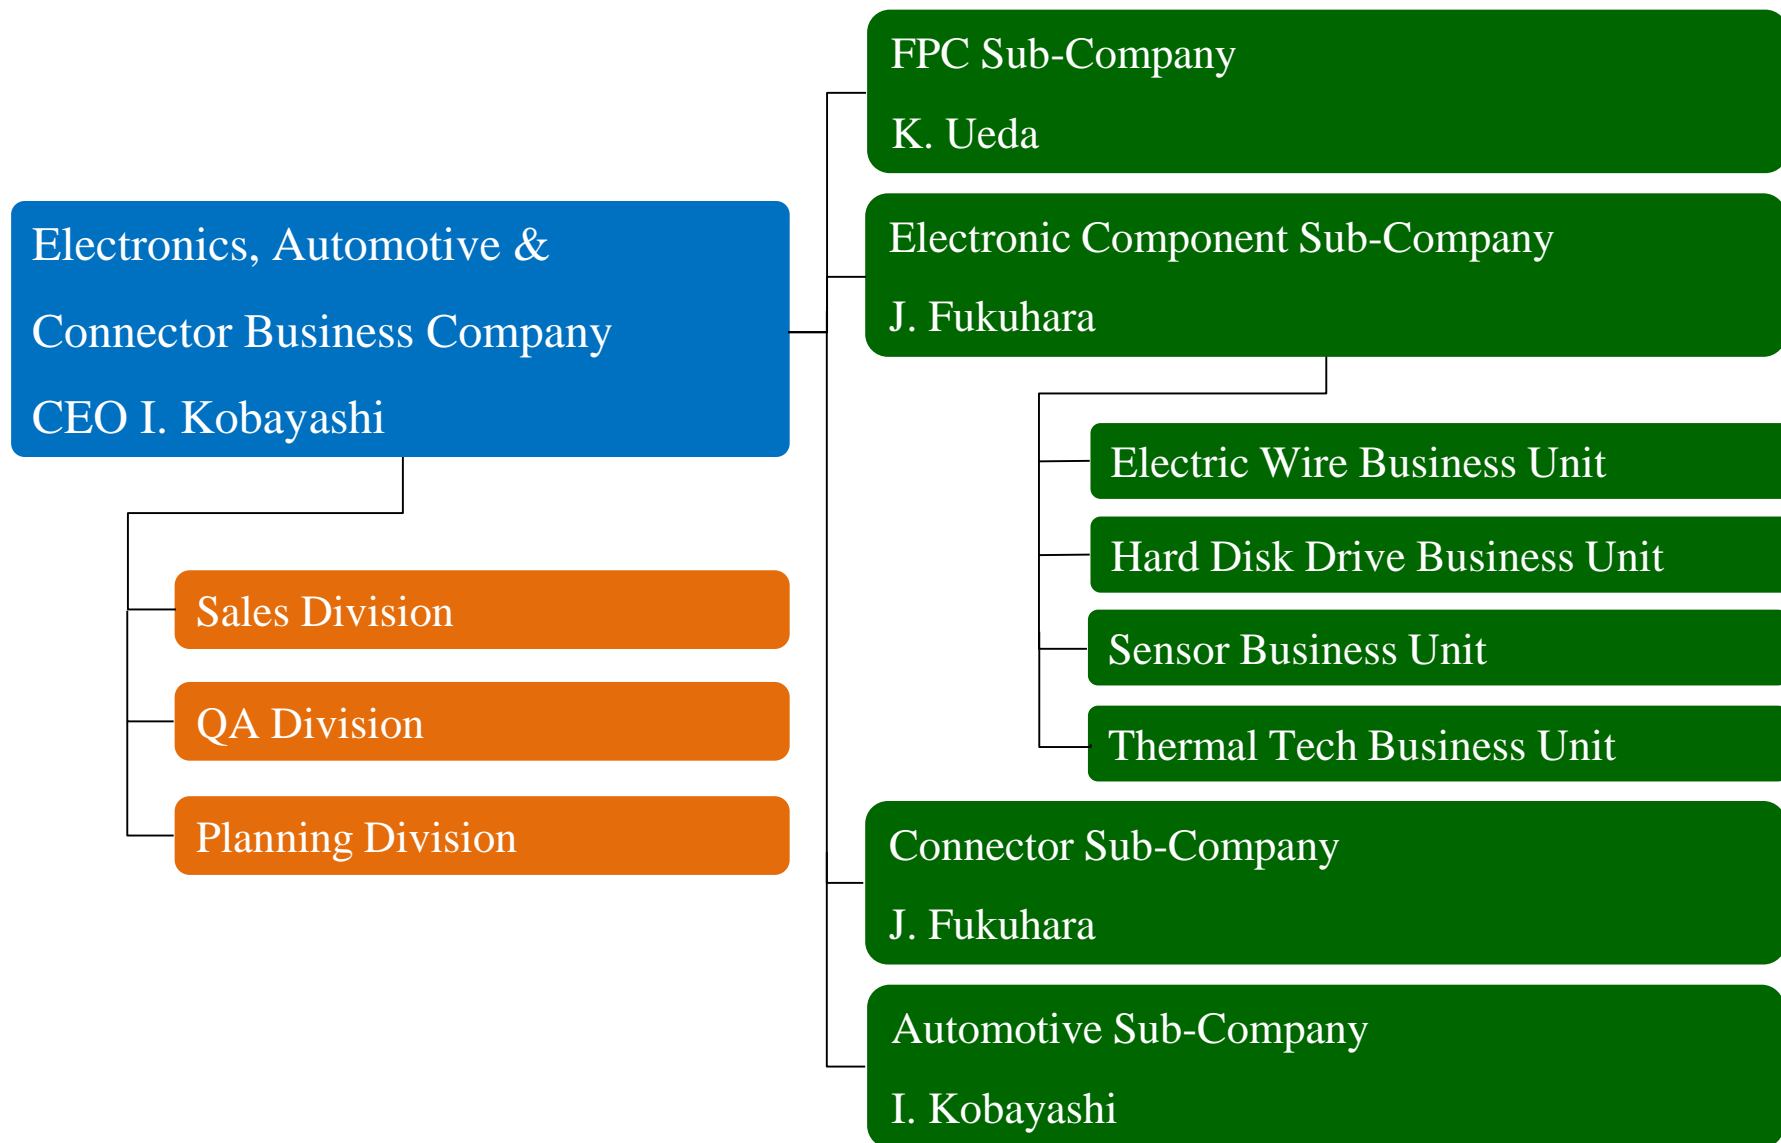 Electronics, Automotive &
Connector Business Company
CEO I. Kobayashi
Sales Division
QA Division
Planning Division
FPC Sub-Company
K. Ueda
Electronic Component Sub-Company
J. Fukuhara
Electric Wire Business Unit
Hard Disk Drive Business Unit
Sensor Business Unit
Thermal Tech Business Unit
Connector Sub-Company
J. Fukuhara
Automotive Sub-Company
I. Kobayashi